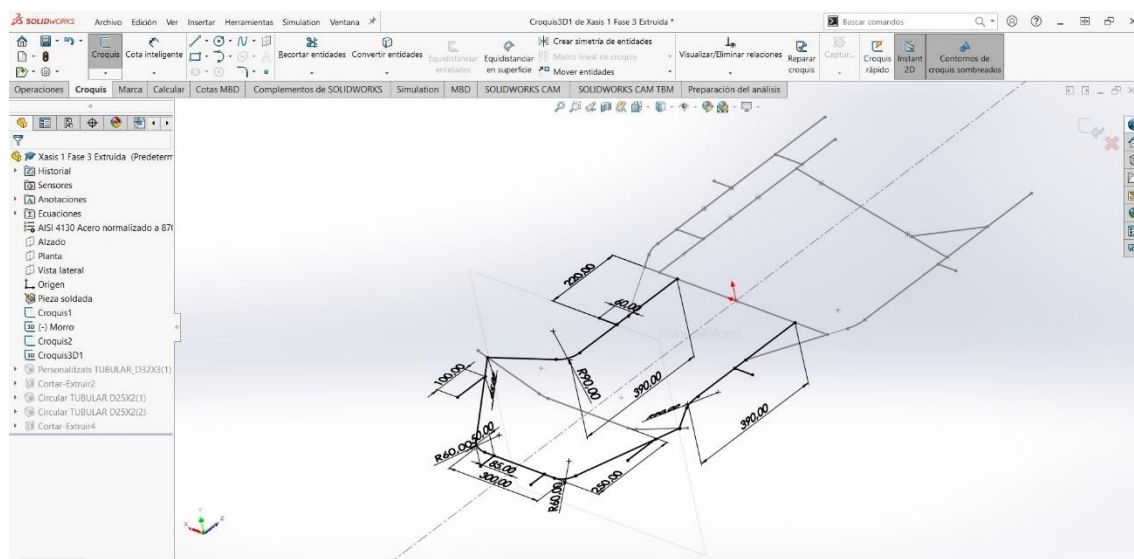 SOLIDWORKS Archivo Edición Ver Insertar Herramientas Simulation Ventana Croquis3D1 de Xasis 1 Fase 3 Extruida * Buscar comandos
Croquis Cota inteligente Recortar entidades Convertir entidades Equidistanciar entidades Equidistanciar en superficie Crear simetría de entidades Matriz lineal de croquis Mover entidades Visualizar/Eliminar relaciones Reparar croquis Captur... Croquis rápido Instant 2D Contornos de croquis sombreados
Operaciones Croquis Marca Calcular Cotas MBD Complementos de SOLIDWORKS Simulation MBD SOLIDWORKS CAM SOLIDWORKS CAM TBM Preparación del análisis
Xasis 1 Fase 3 Extruida (Predeterm
Historial
Sensores
Anotaciones
Ecuaciones
AISI 4130 Acero normalizado a 870
Alzado
Planta
Vista lateral
Origen
Pieza soldada
Croquis1
(-) Morro
Croquis2
Croquis3D1
Personalitzats TUBULAR_D32X3(1)
Cortar-Extruir2
Circular TUBULAR D25X2(1)
Circular TUBULAR D25X2(2)
Cortar-Extruir4
220.00
60.00
100.00
R90.00
390.00
390.00
R60.00
50.00
85.00
300.00
R60.00
250.00